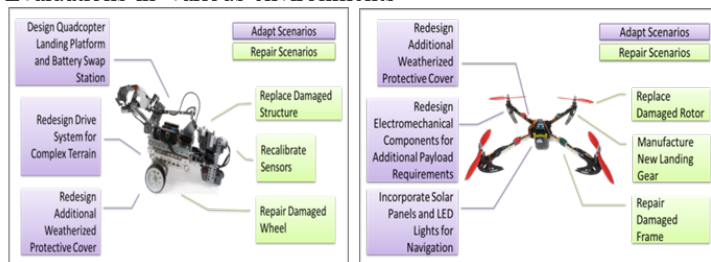 Design Quadcopter
Landing Platform
and Battery Swap
Station
Redesign Drive
System for
Complex Terrain
Redesign
Additional
Weatherized
Protective Cover
Adapt Scenarios
Repair Scenarios
Replace Damaged
Structure
Recalibrate
Sensors
Repair Damaged
Wheel
Redesign
Additional
Weatherized
Protective Cover
Redesign
Electromechanical
Components for
Additional Payload
Requirements
Incorporate Solar
Panels and LED
Lights for
Navigation
Adapt Scenarios
Repair Scenarios
Replace
Damaged Rotor
Manufacture
New Landing
Gear
Repair
Damaged
Frame